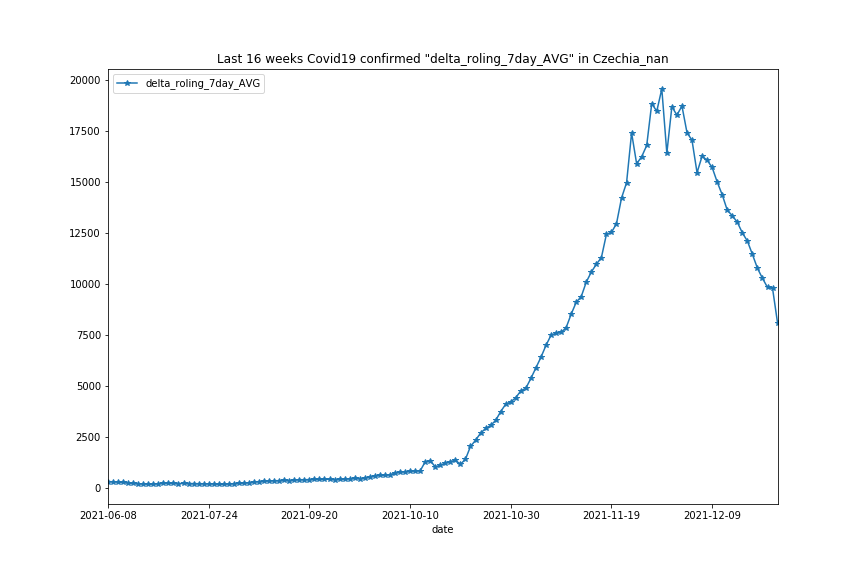 Last 16 weeks Covid19 confirmed "delta_roling_7day_AVG" in Czechia_nan
delta_roling_7day_AVG
20000
17500
15000
12500
10000
7500
5000
2500
0
2021-06-08 2021-07-24 2021-09-20 2021-10-10 2021-10-30 2021-11-19 2021-12-09
date